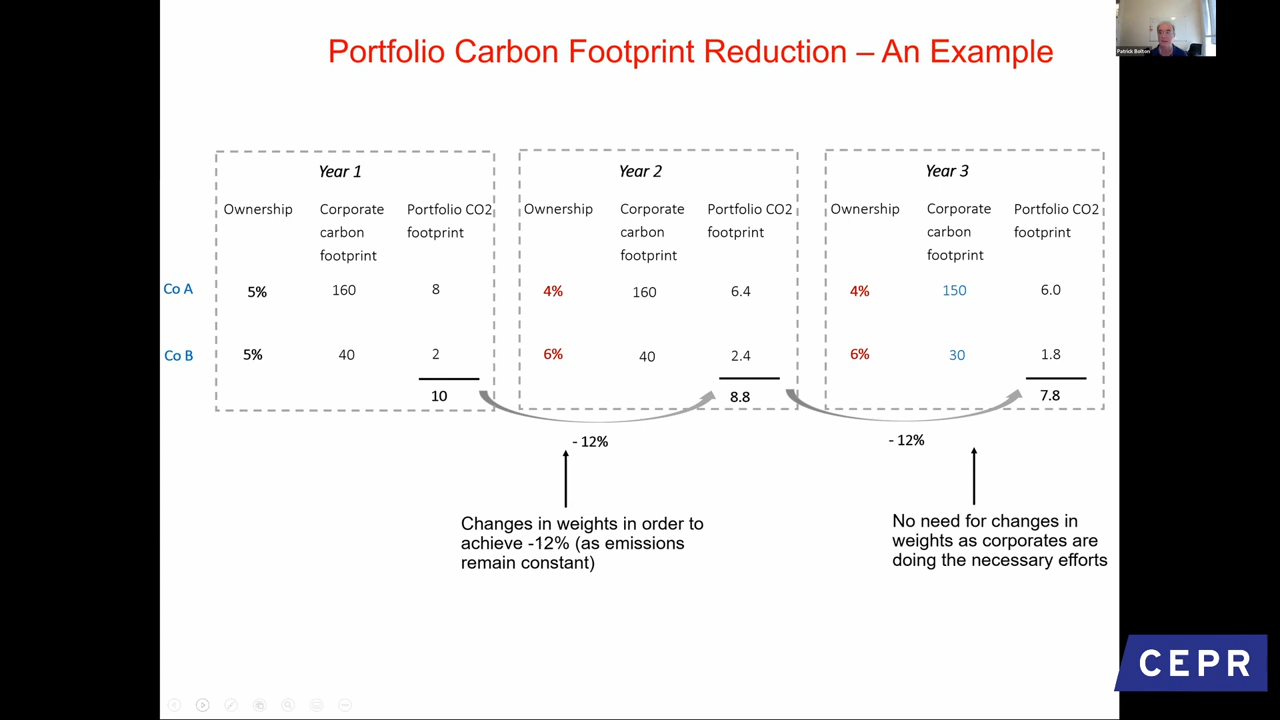 Portfolio Carbon Footprint Reduction – An Example
Patrick Bolton
Year 1
Ownership
Corporate
carbon
footprint
Portfolio CO2
footprint
Co A
5%
160
8
Co B
5%
40
2
10
Year 2
Ownership
Corporate
carbon
footprint
Portfolio CO2
footprint
4%
160
6.4
6%
40
2.4
8.8
Year 3
Ownership
Corporate
carbon
footprint
Portfolio CO2
footprint
4%
150
6.0
6%
30
1.8
7.8
- 12%
- 12%
Changes in weights in order to
achieve -12% (as emissions
remain constant)
No need for changes in
weights as corporates are
doing the necessary efforts
CEPR